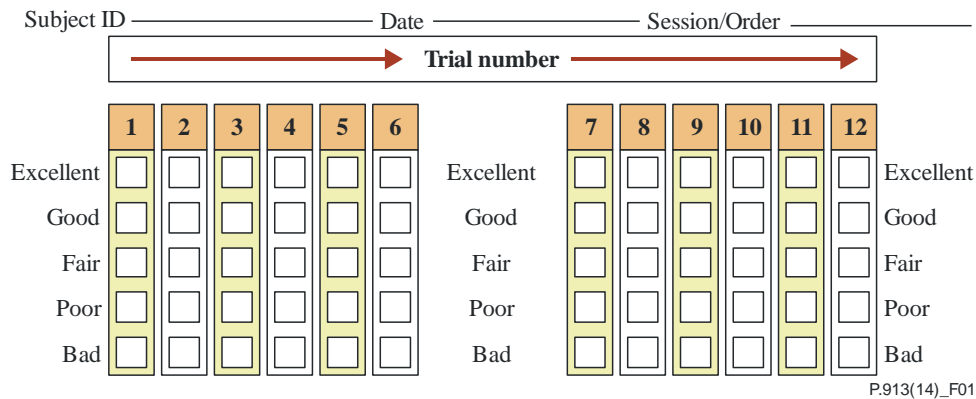 Subject ID Date Session/Order
Trial number
1 2 3 4 5 6 7 8 9 10 11 12
Excellent Excellent Excellent
Good Good Good
Fair Fair Fair
Poor Poor Poor
Bad Bad Bad
P.913(14)_F01